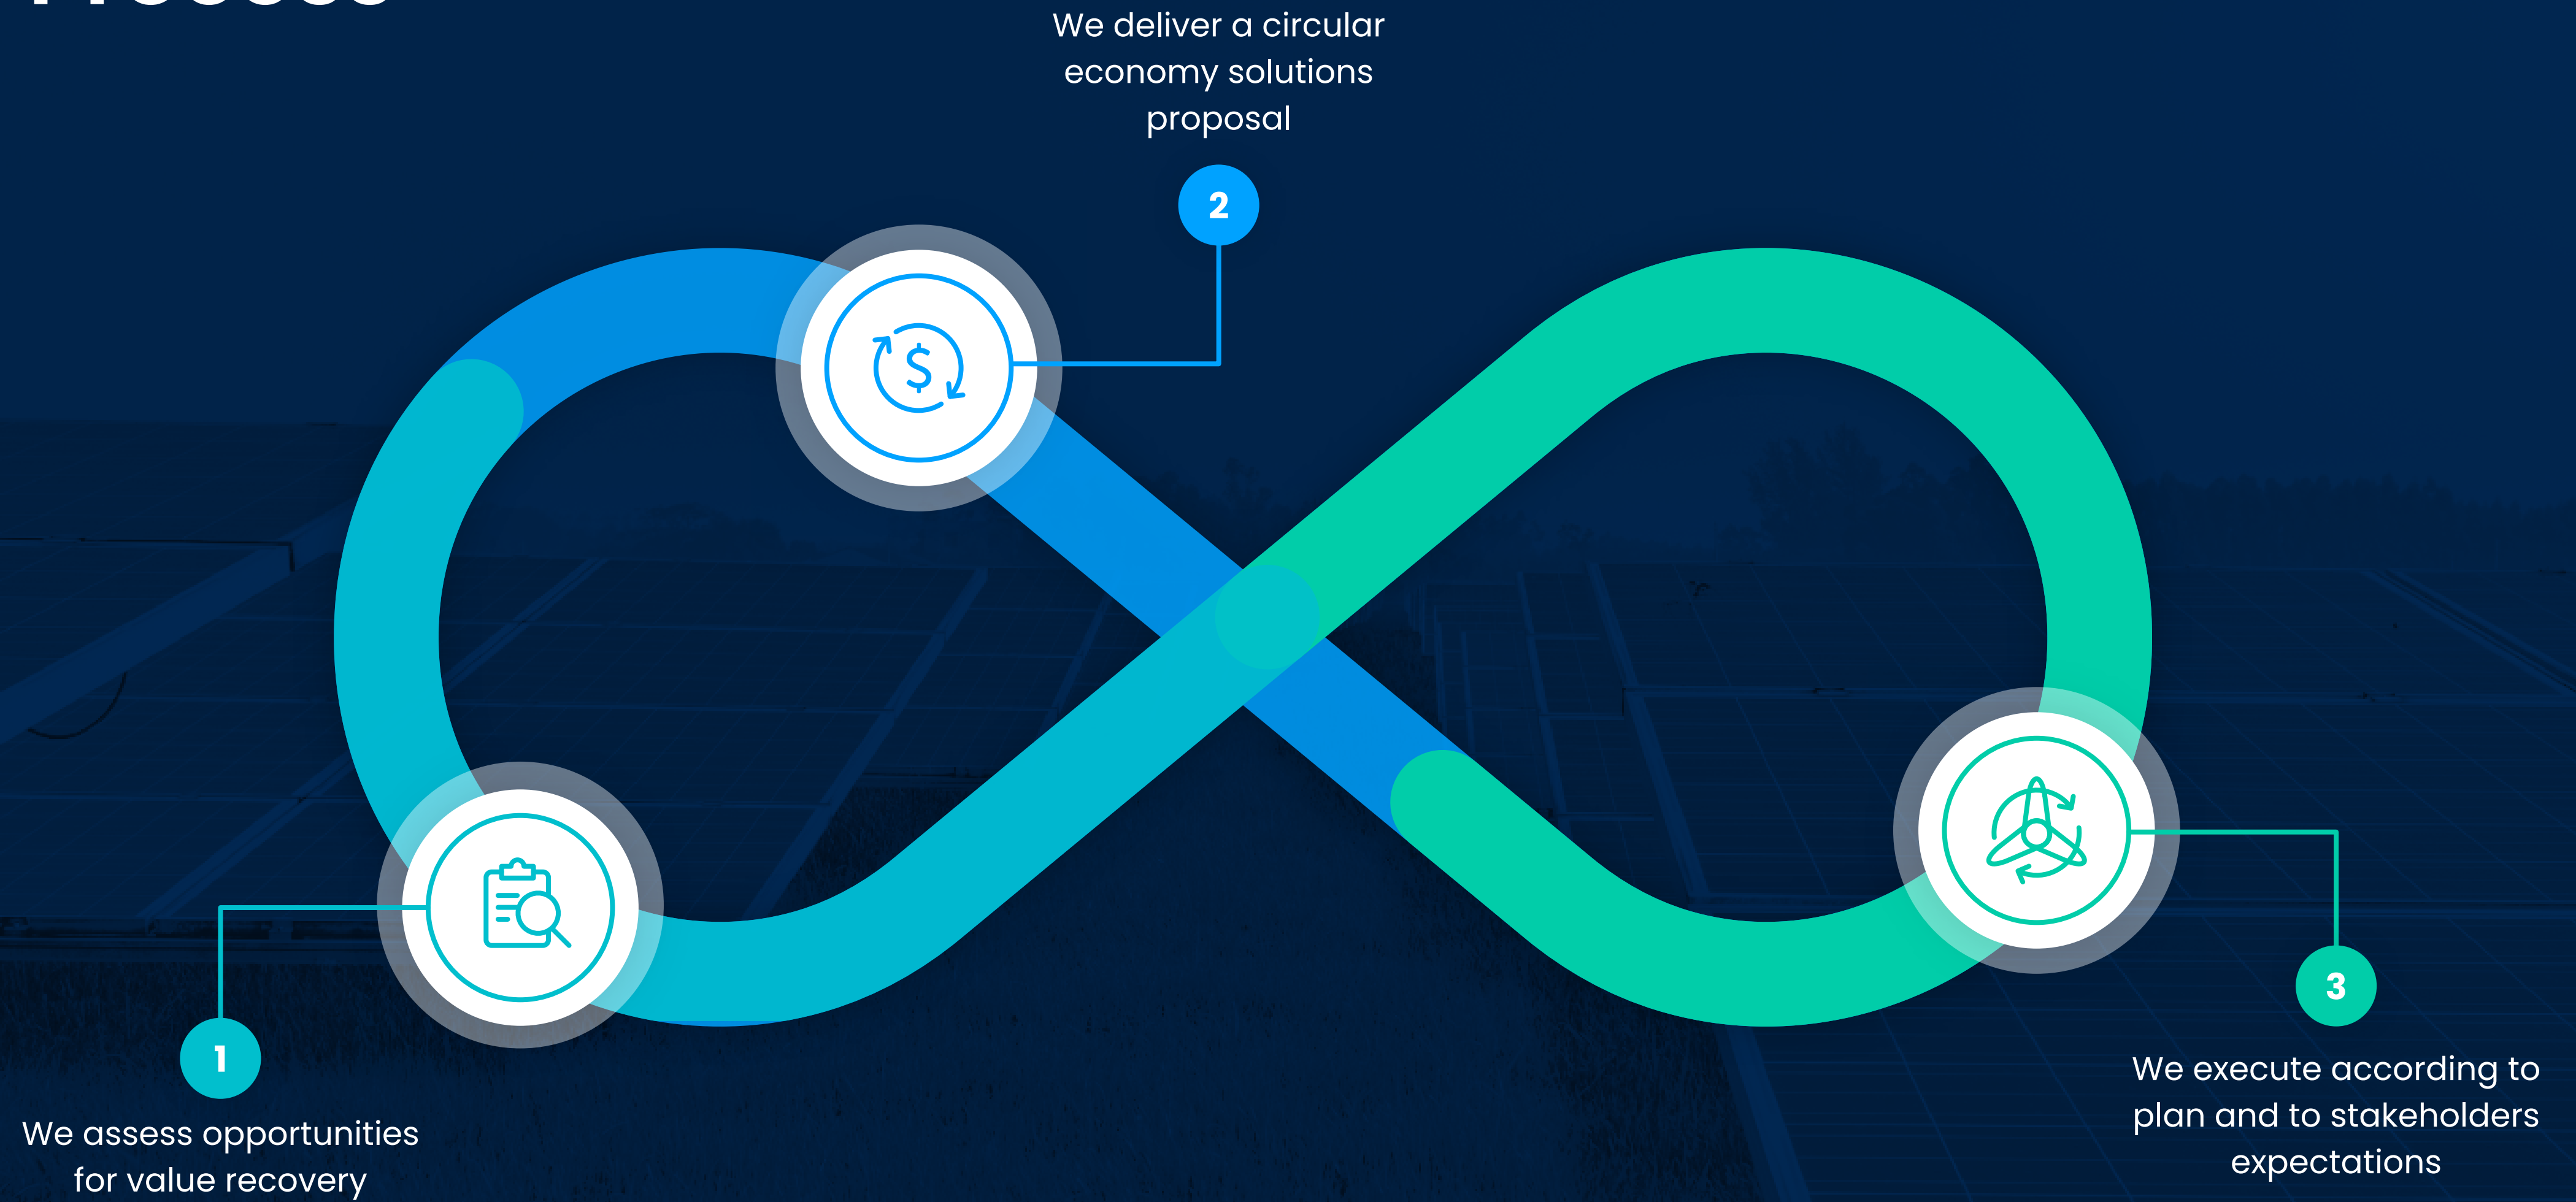 We deliver a circular
economy solutions
proposal
2
$
1
We assess opportunities
for value recovery
3
We execute according to
plan and to stakeholders
expectations